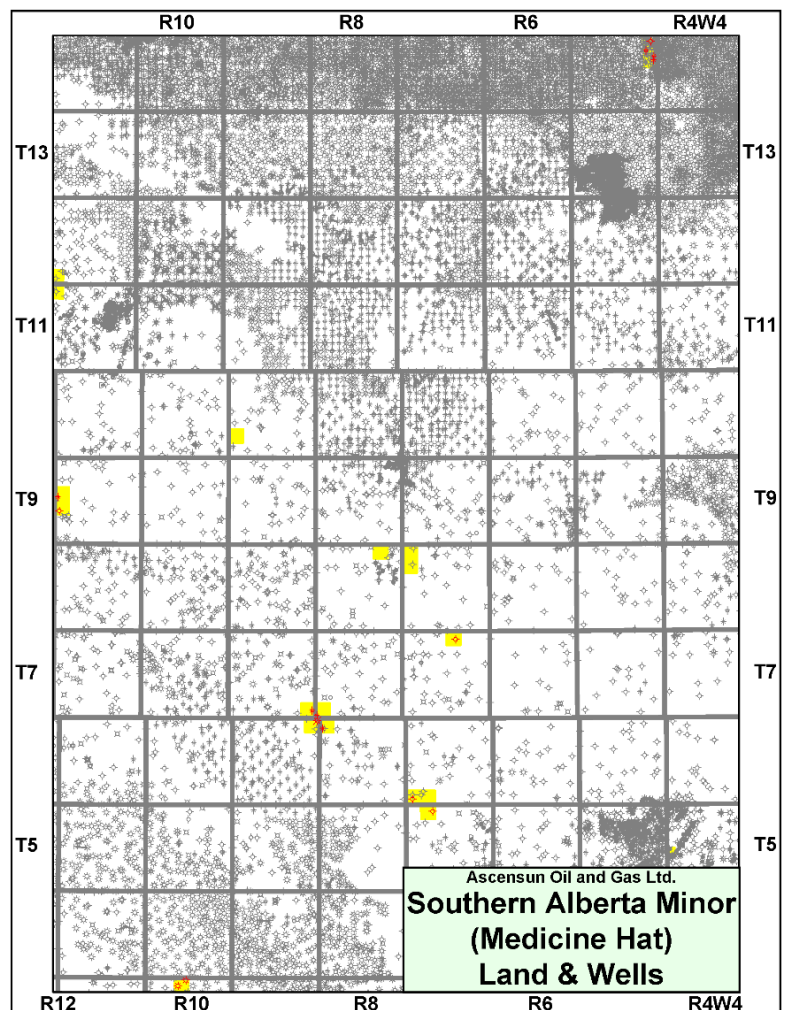 R10 R8 R6 R4W4
T13 T13
T11 T11
T9 T9
T7 T7
T5 T5
Ascensun Oil and Gas Ltd.
Southern Alberta Minor
(Medicine Hat)
Land & Wells
R12 R10 R8 R6 R4W4